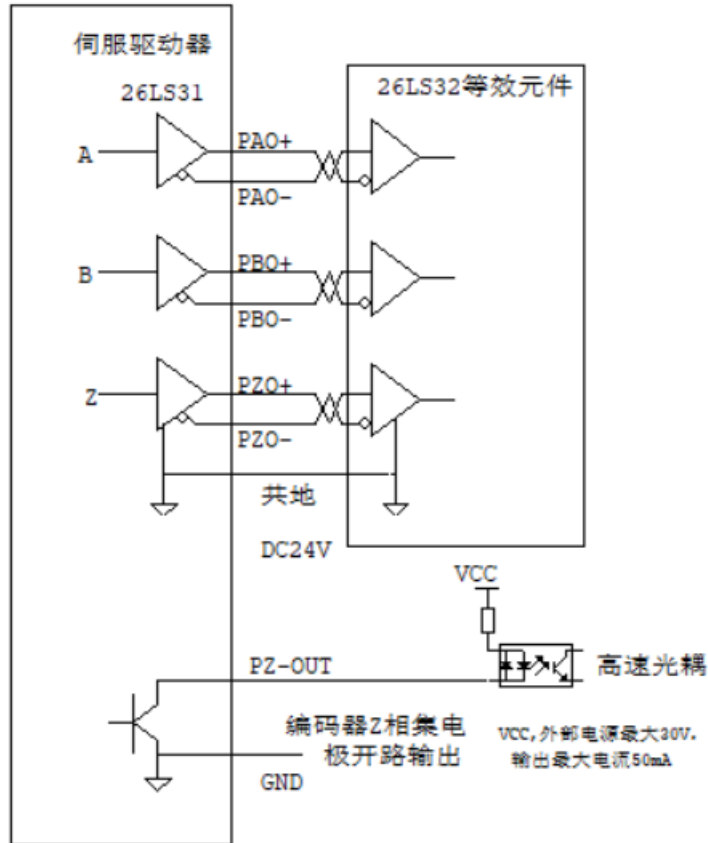 伺服驱动器
26LS31
26LS32等效元件
A
PAO+
PAO-
B
PBO+
PBO-
Z
PZO+
PZO-
共地
DC24V
VCC
PZ-OUT
高速光耦
编码器Z相集电
极开路输出
GND
VCC,外部电源最大30V.
输出最大电流50mA